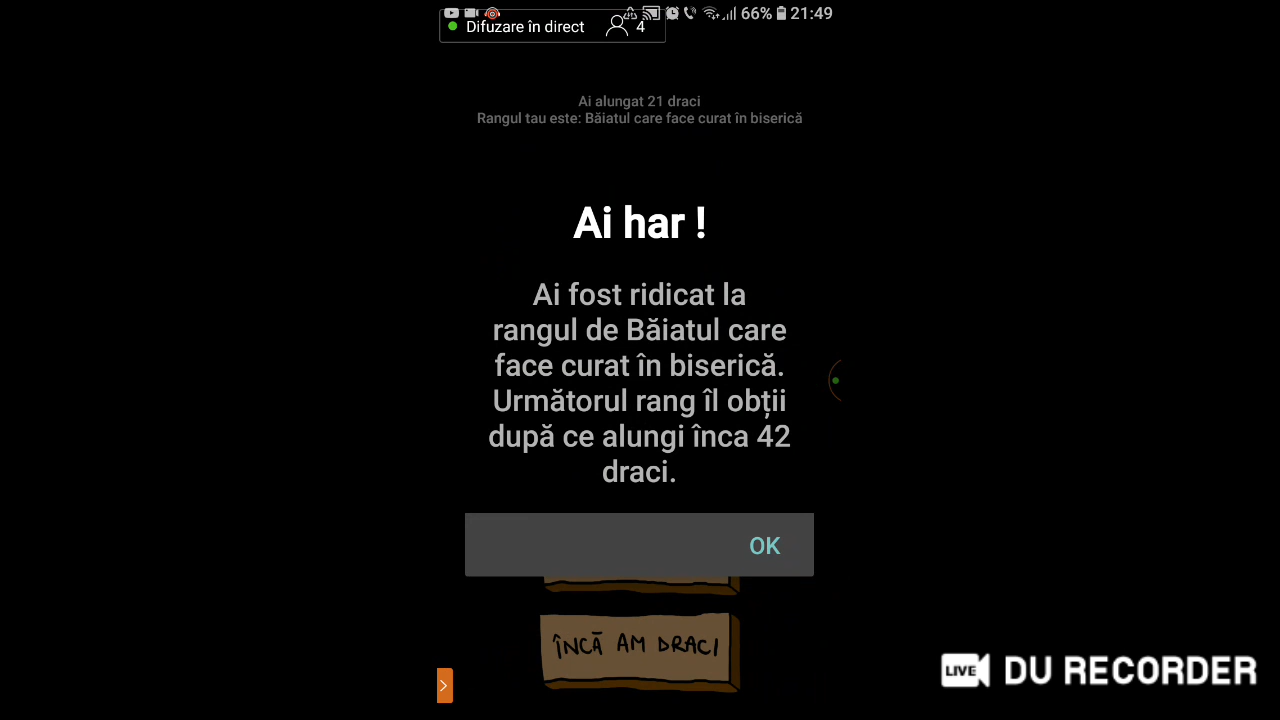 66% 21:49
Difuzare în direct 4
Ai alungat 21 draci
Rangul tau este: Băiatul care face curat în biserică
Ai har !
Ai fost ridicat la
rangul de Băiatul care
face curat în biserică.
Următorul rang îl obții
după ce alungi înca 42
draci.
OK
ÎNCĂ AM DRACI
LIVE DU RECORDER